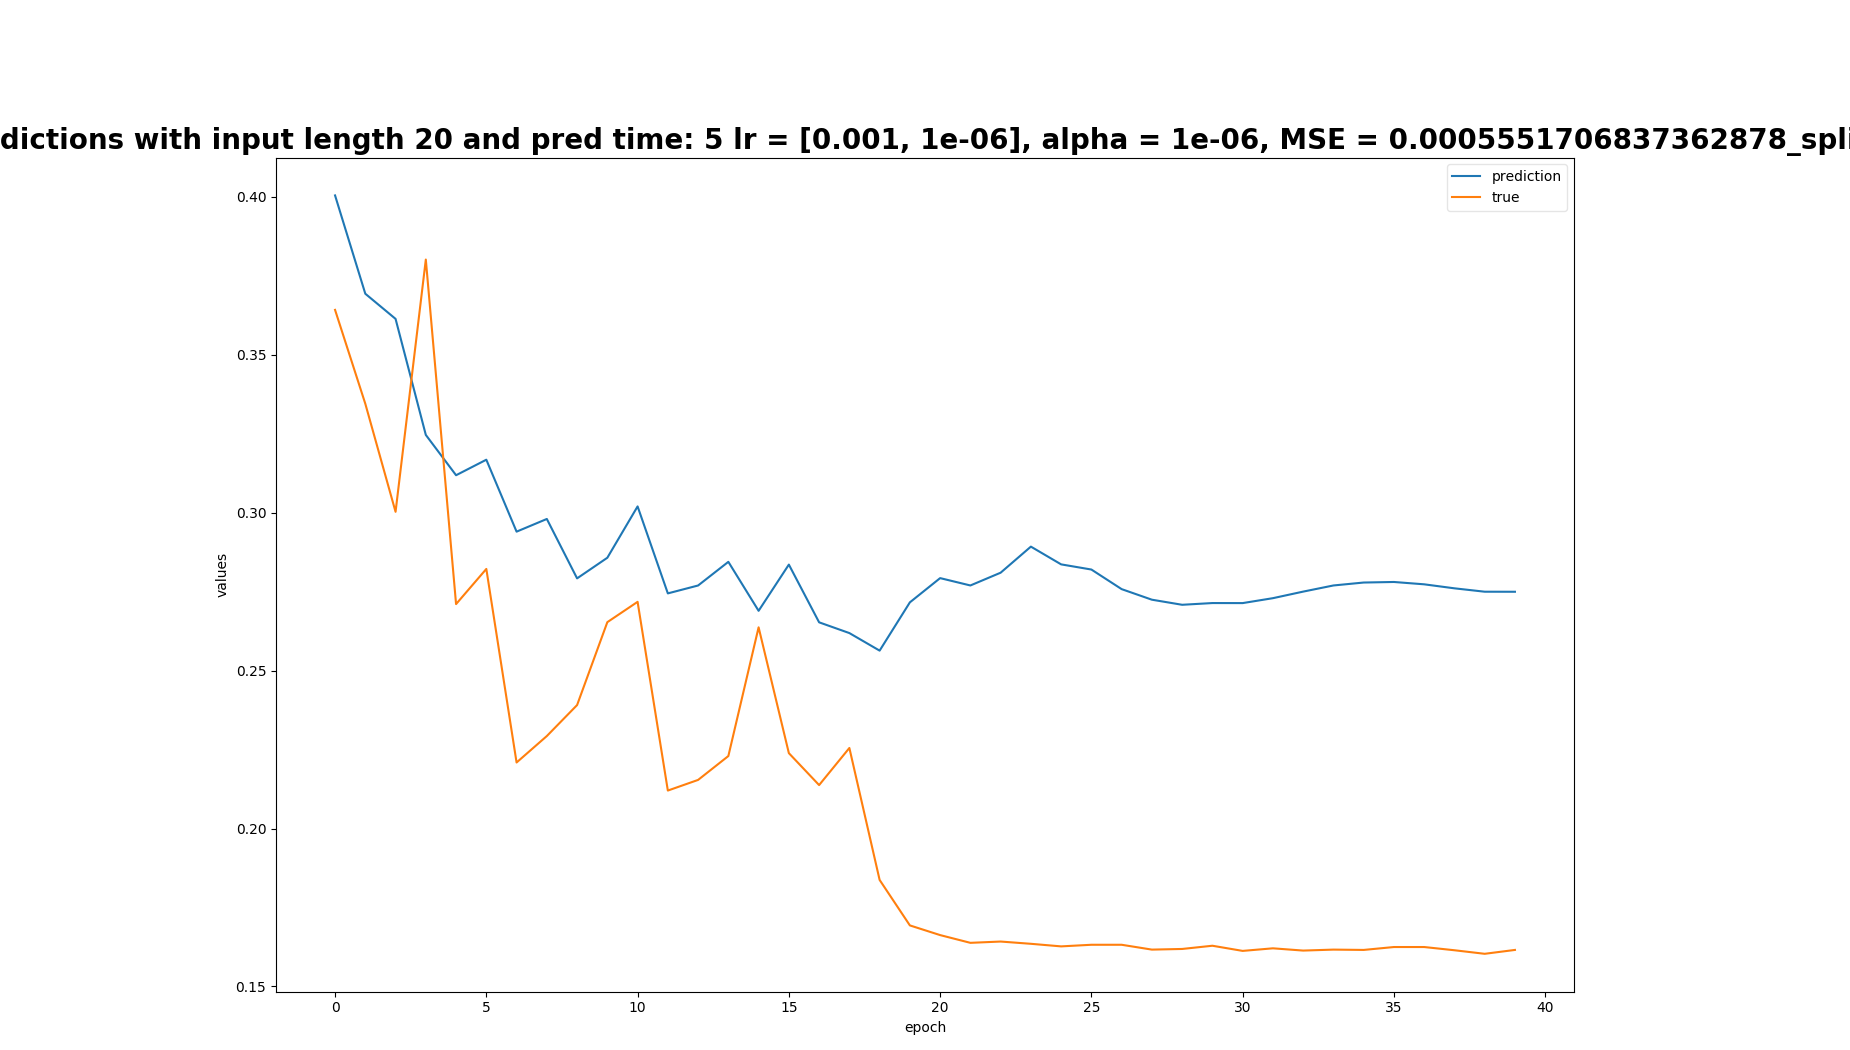 dictions with input length 20 and pred time: 5 lr = [0.001, 1e-06], alpha = 1e-06, MSE = 0.0005551706837362878_spli
prediction
true
0.40
0.35
0.30
0.25
0.20
0.15
values
0 5 10 15 20 25 30 35 40
epoch